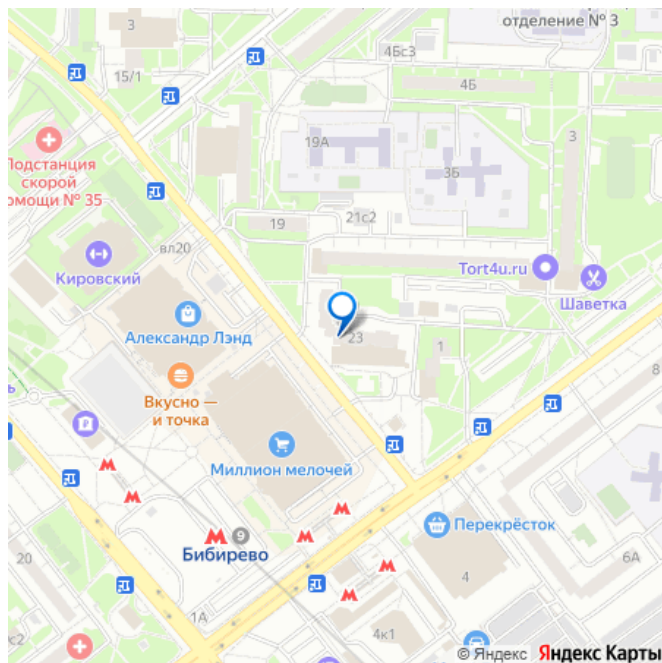 отделение № 3
3
4Бс3
15/1
4Б
19А
3
Подстанция
скорой
омощи № 35
3Б
21с2
19
вл20
Кировский
Tort4u.ru
Шаветка
Александр Лэнд
23
1
Вкусно —
и точка
Миллион мелочей
Перекрёсток
9
Бибирево
6А
20
4
1А
4к1
с2
© Яндекс Яндекс Карты